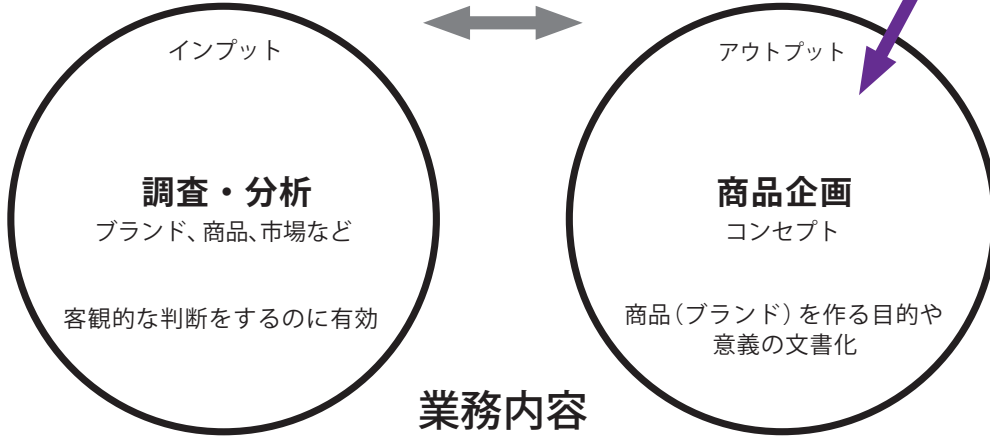 インプット
調査・分析
ブランド、商品、市場など
客観的な判断をするのに有効
アウトプット
商品企画
コンセプト
商品（ブランド）を作る目的や
意義の文書化
業務内容